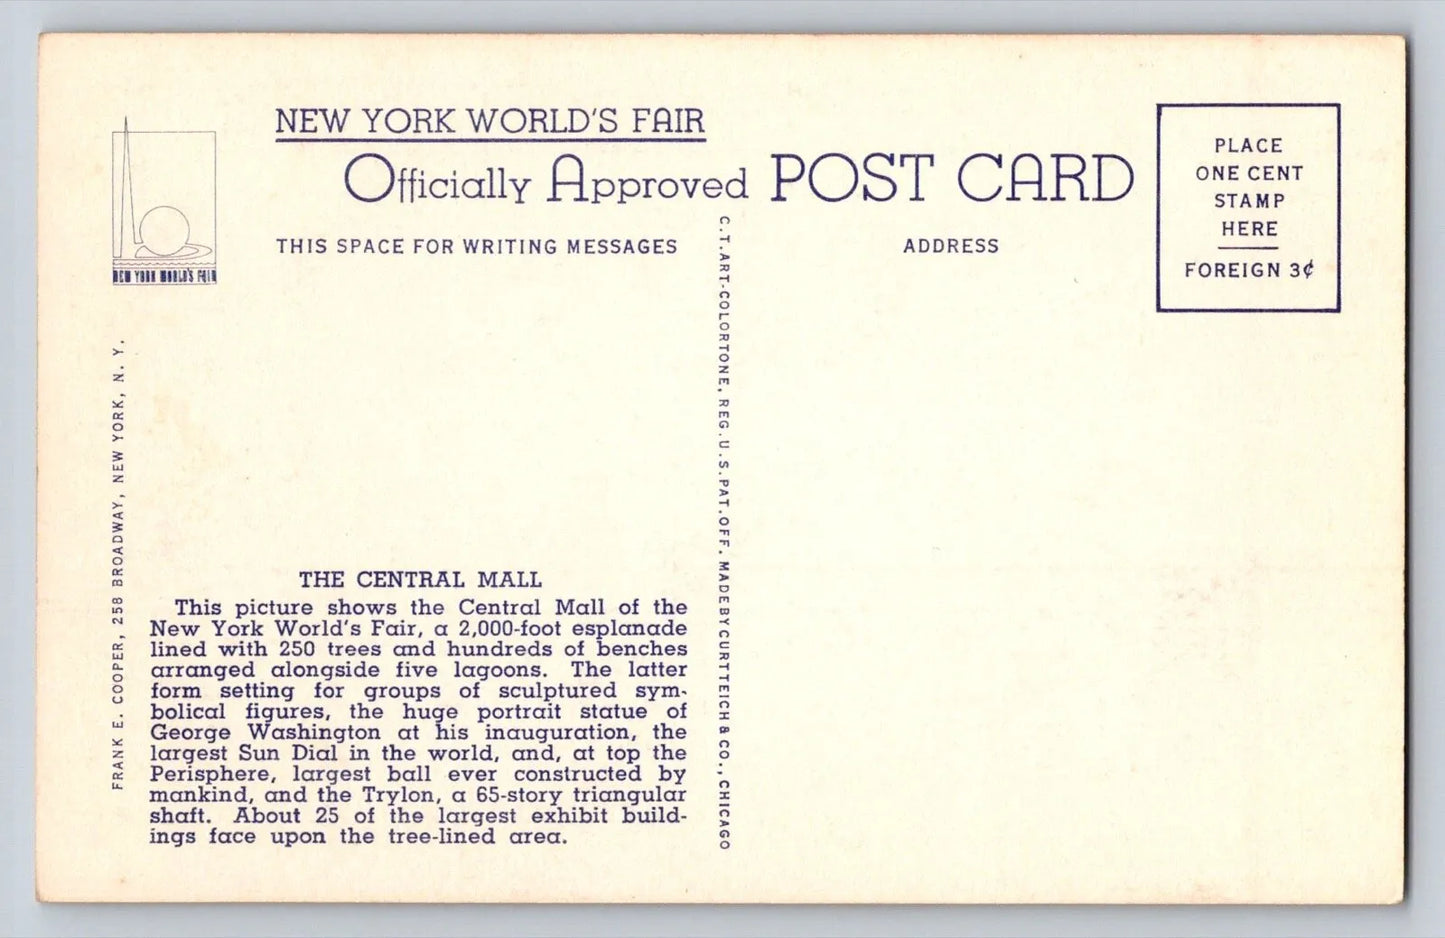 NEW YORK WORLD'S FAIR
Officially Approved POST CARD
THIS SPACE FOR WRITING MESSAGES
ADDRESS
PLACE
ONE CENT
STAMP
HERE
FOREIGN 3¢
NEW YORK WORLD'S FAIR
FRANK E. COOPER, 258 BROADWAY, NEW YORK, N. Y.
C.T.ART-COLORTONE, REG.U.S.PAT.OFF. MADE BY CURTTEICH & CO., CHICAGO
THE CENTRAL MALL
This picture shows the Central Mall of the
New York World's Fair, a 2,000-foot esplanade
lined with 250 trees and hundreds of benches
arranged alongside five lagoons. The latter
form setting for groups of sculptured sym-
bolical figures, the huge portrait statue of
George Washington at his inauguration, the
largest Sun Dial in the world, and, at top the
Perisphere, largest ball ever constructed by
mankind, and the Trylon, a 65-story triangular
shaft. About 25 of the largest exhibit build-
ings face upon the tree-lined area.